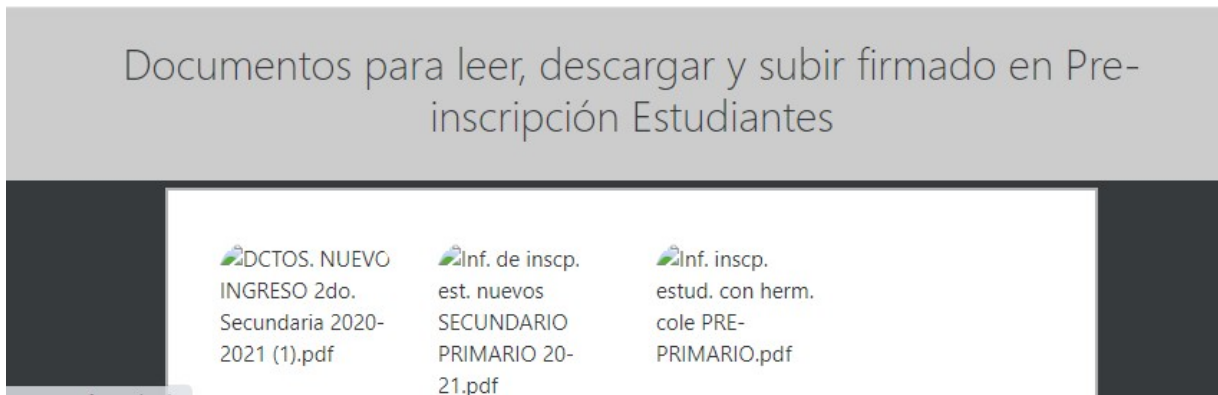 Documentos para leer, descargar y subir firmado en Pre-
inscripción Estudiantes
DCTOS. NUEVO
INGRESO 2do.
Secundaria 2020-
2021 (1).pdf
Inf. de inscp.
est. nuevos
SECUNDARIO
PRIMARIO 20-
21.pdf
Inf. inscp.
estud. con herm.
cole PRE-
PRIMARIO.pdf